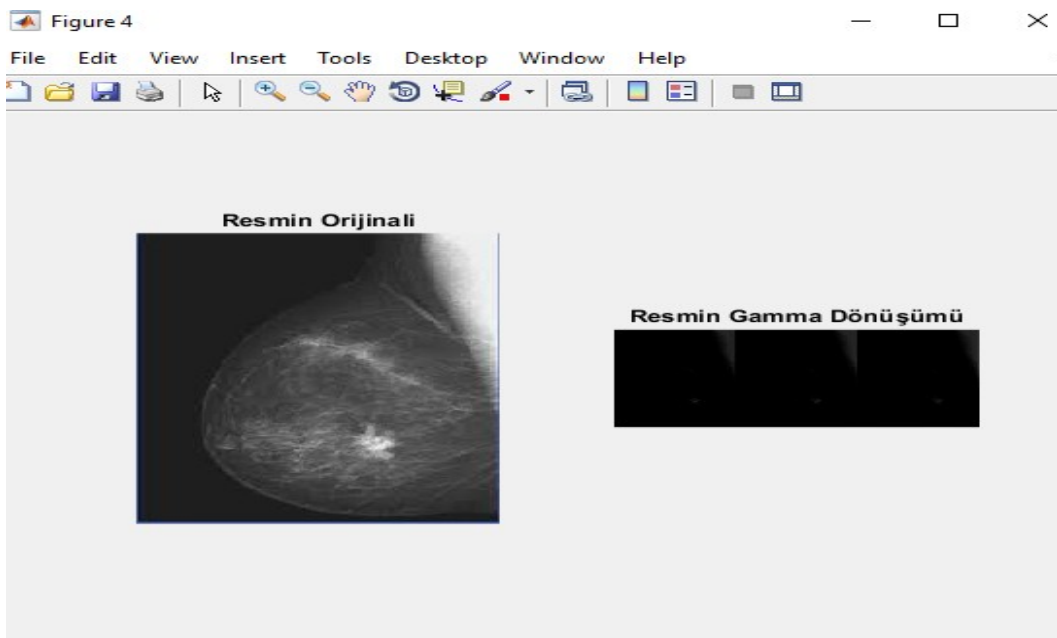 Figure 4
File Edit View Insert Tools Desktop Window Help
Resmin Orijinali
Resmin Gamma Dönüşümü